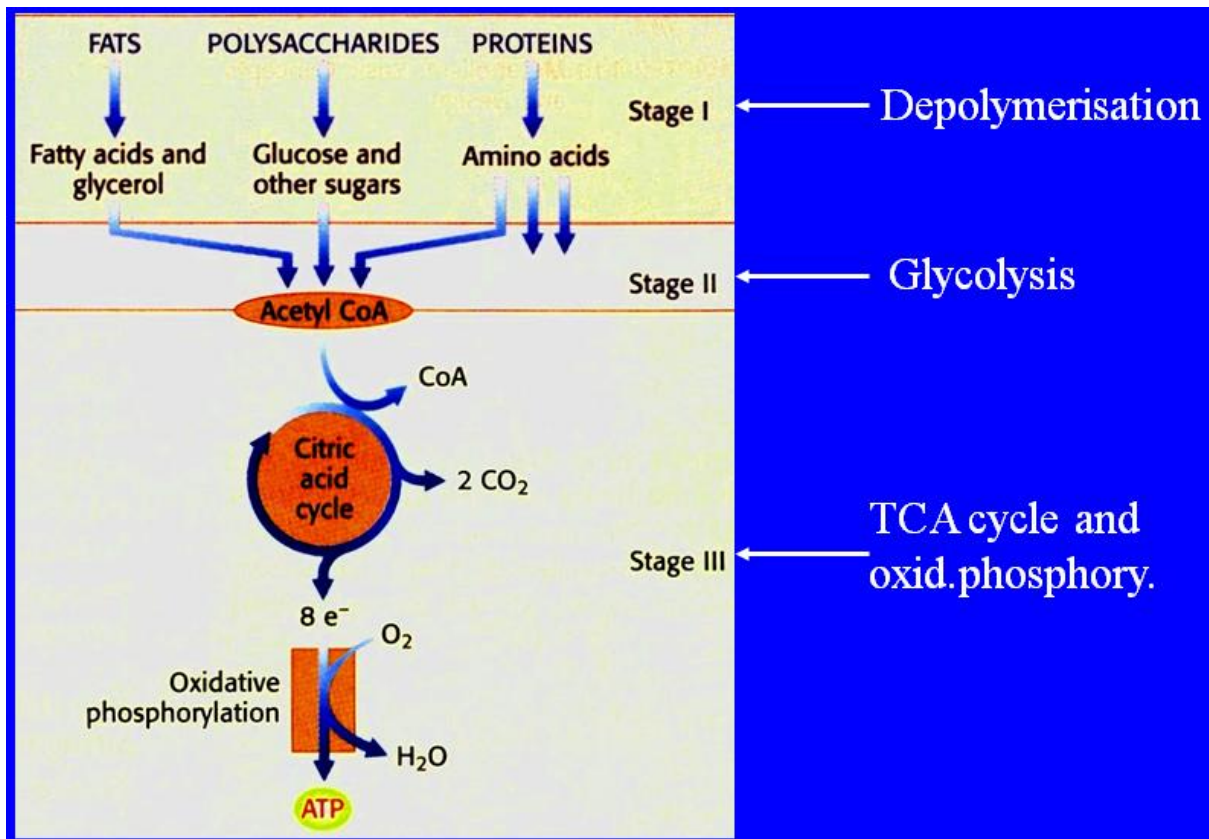 FATS POLYSACCHARIDES PROTEINS
Stage I
Depolymerisation
Fatty acids and
glycerol
Glucose and
other sugars
Amino acids
Stage II
Glycolysis
Acetyl CoA
CoA
Citric
acid
cycle
2 CO₂
Stage III
TCA cycle and
oxid.phosphory.
8 e⁻
O₂
Oxidative
phosphorylation
H₂O
ATP